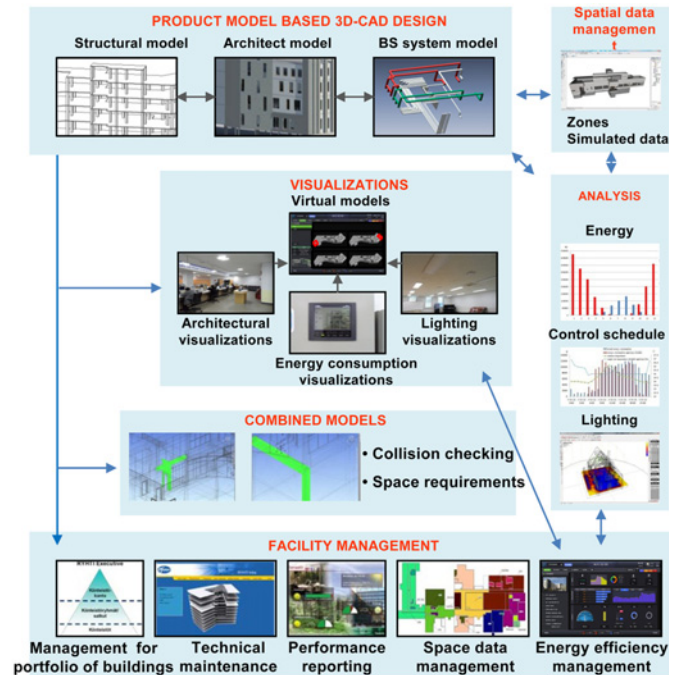 PRODUCT MODEL BASED 3D-CAD DESIGN
Structural model
Architect model
BS system model
Spatial data
managemen
t
Zones
Simulated data
VISUALIZATIONS
Virtual models
Architectural
visualizations
Lighting
visualizations
Energy consumption
visualizations
ANALYSIS
Energy
Control schedule
Lighting
COMBINED MODELS
• Collision checking
• Space requirements
FACILITY MANAGEMENT
Management for
portfolio of buildings
Technical
maintenance
Performance
reporting
Space data
management
Energy efficiency
management